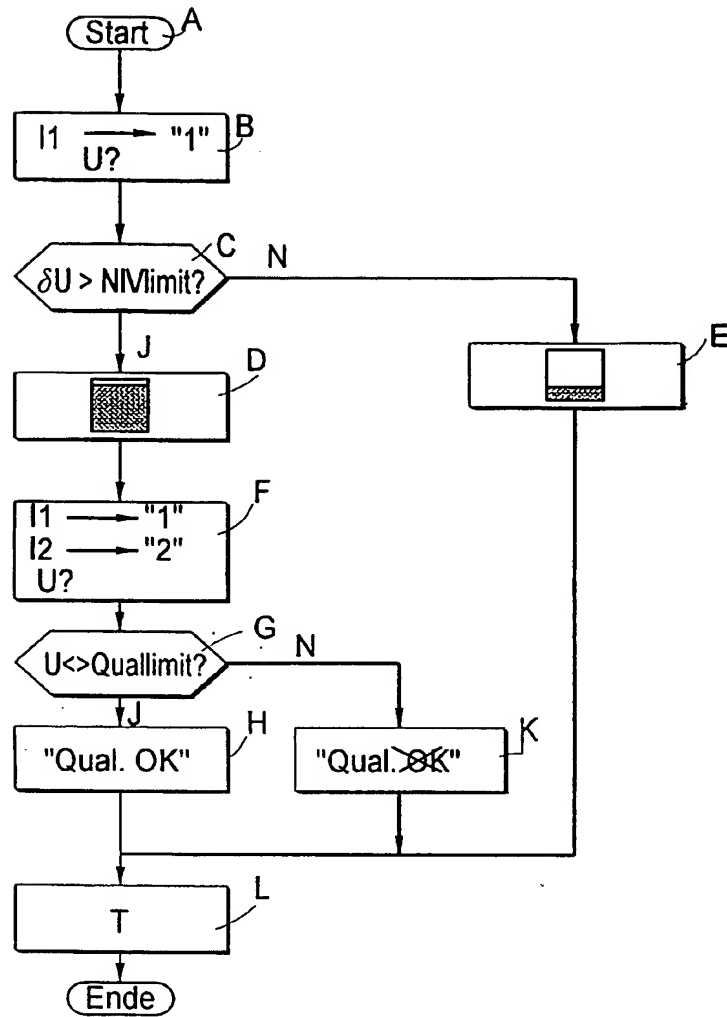 Start
A
I1 → "1"
U?
B
δU > NIVlimit?
C
N
J
D
E
I1 → "1"
I2 → "2"
U?
F
U<>Quallimit?
G
N
J
"Qual. OK"
H
"Qual. OK"
K
T
L
Ende